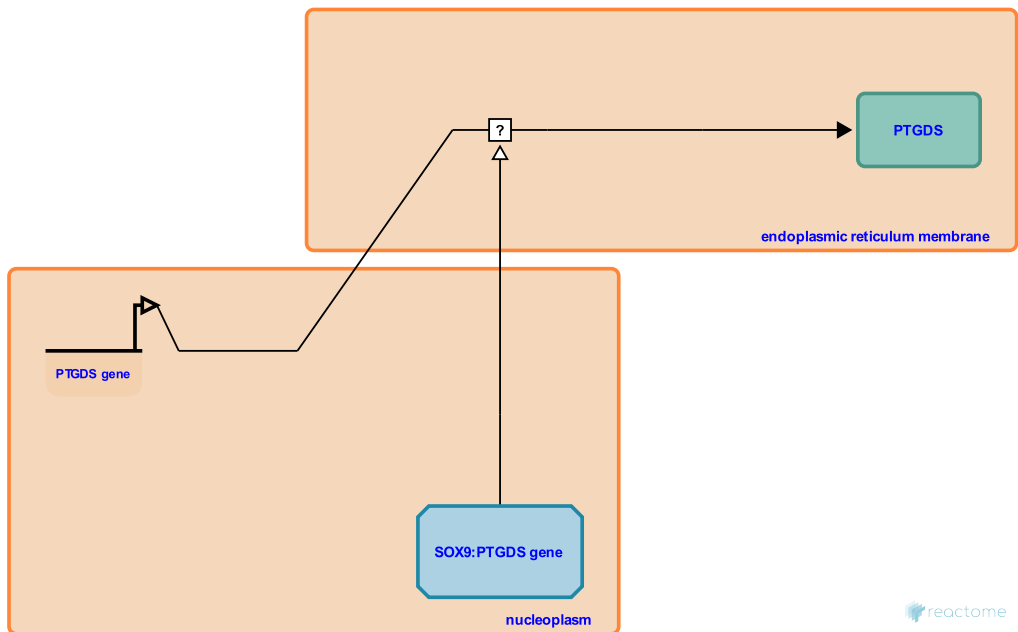 ?
PTGDS
endoplasmic reticulum membrane
PTGDS gene
SOX9:PTGDS gene
nucleoplasm
reactome